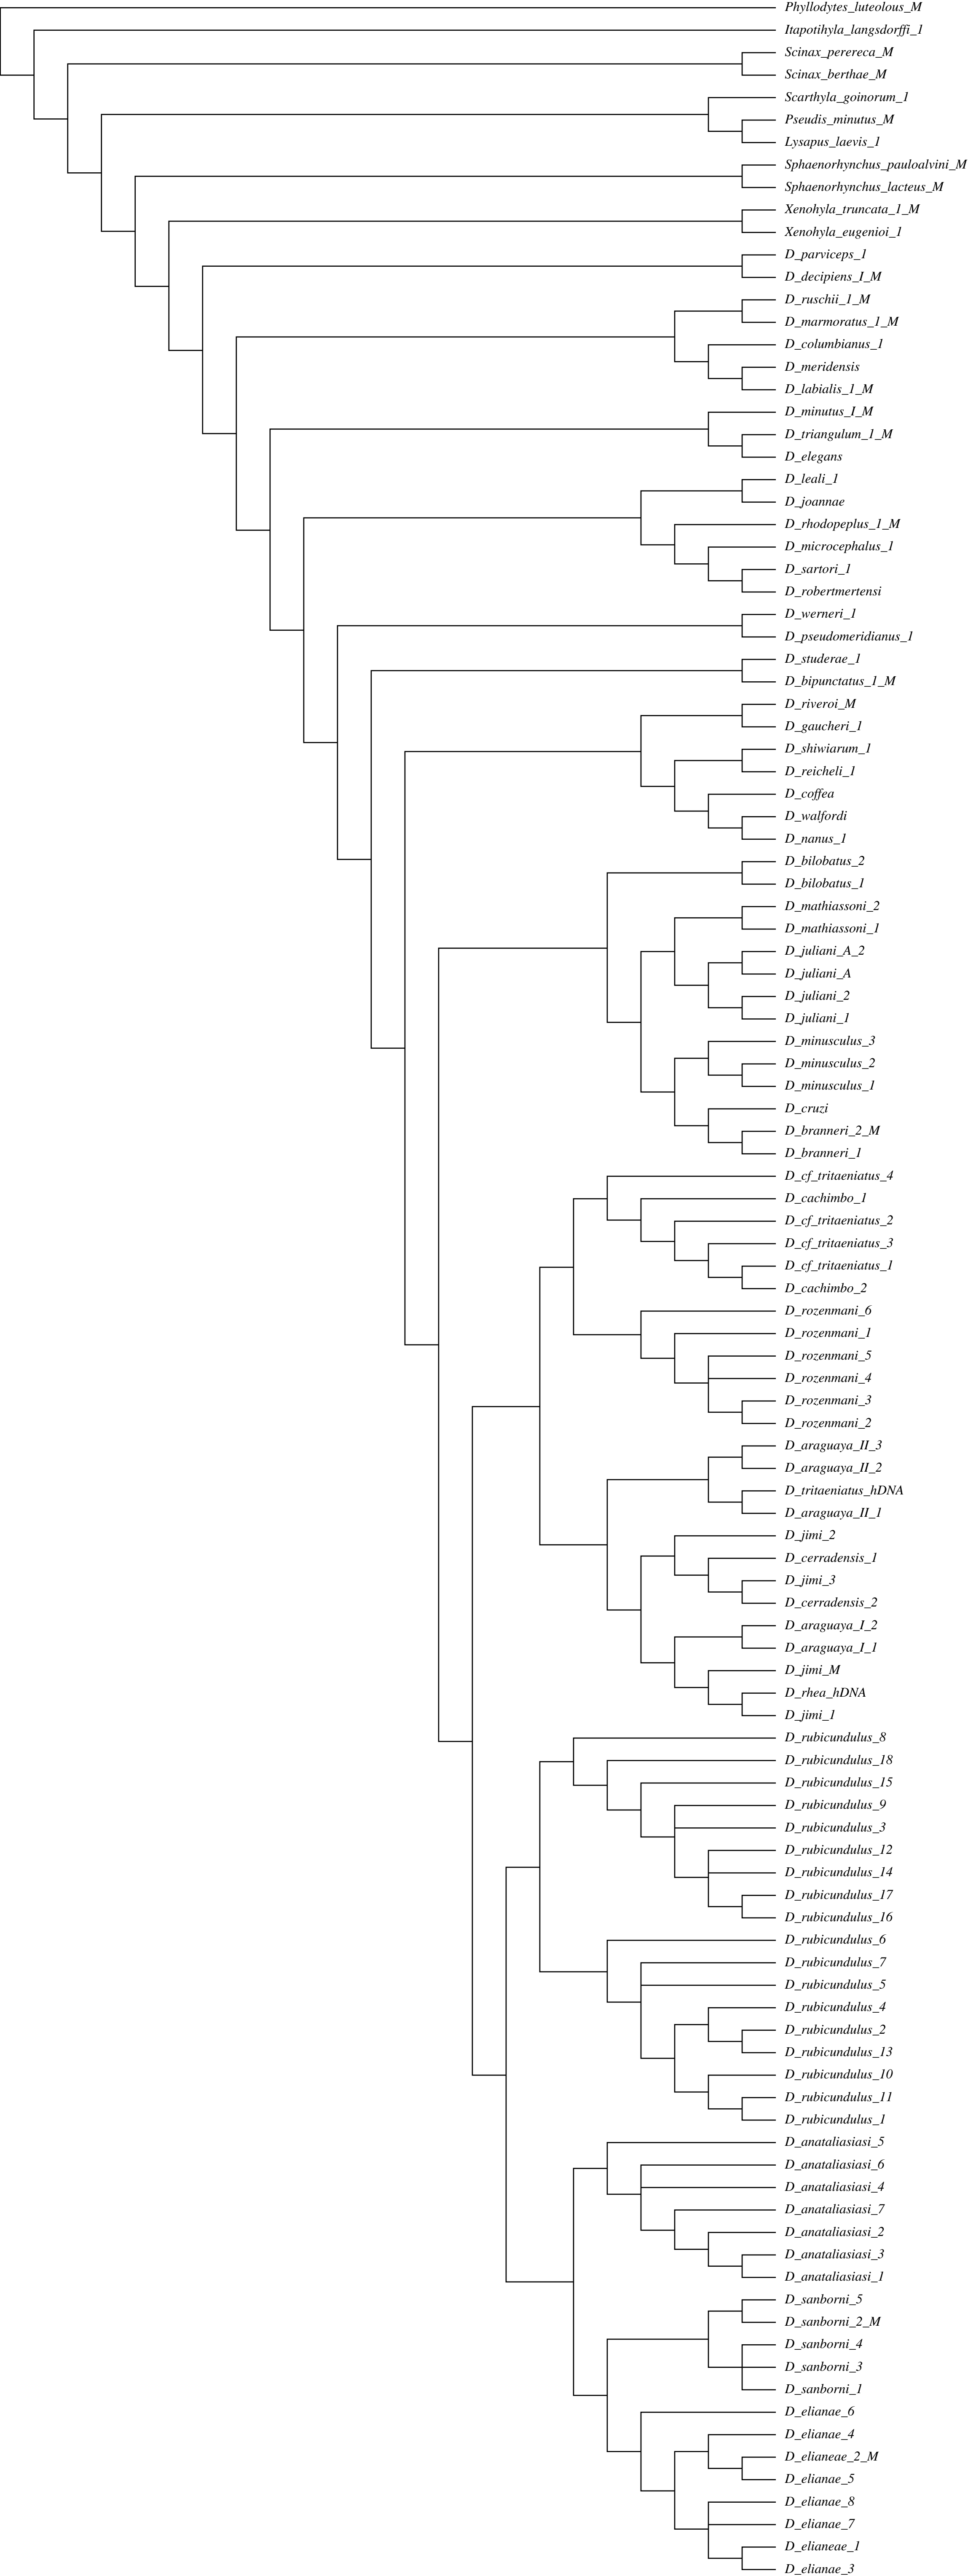 Phyllodytes_luteolous_M
Itapotihyla_langsdorffi_1
Scinax_perereca_M
Scinax_berthae_M
Scarthyla_goinorum_1
Pseudis_minutus_M
Lysapus_laevis_1
Sphaenorhynchus_pauloalvini_M
Sphaenorhynchus_lacteus_M
Xenohyla_truncata_1_M
Xenohyla_eugenioi_1
D_parviceps_1
D_decipiens_I_M
D_ruschii_1_M
D_marmoratus_1_M
D_columbianus_1
D_meridensis
D_labialis_1_M
D_minutus_I_M
D_triangulum_1_M
D_elegans
D_leali_1
D_joannae
D_rhodopeplus_1_M
D_microcephalus_1
D_sartori_1
D_robertmertensi
D_werneri_1
D_pseudomeridianus_1
D_studerae_1
D_bipunctatus_1_M
D_riveroi_M
D_gaucheri_1
D_shiwiarum_1
D_reicheli_1
D_coffea
D_walfordi
D_nanus_1
D_bilobatus_2
D_bilobatus_1
D_mathiassoni_2
D_mathiassoni_1
D_juliani_A_2
D_juliani_A
D_juliani_2
D_juliani_1
D_minusculus_3
D_minusculus_2
D_minusculus_1
D_cruzi
D_branneri_2_M
D_branneri_1
D_cf_tritaeniatus_4
D_cachimbo_1
D_cf_tritaeniatus_2
D_cf_tritaeniatus_3
D_cf_tritaeniatus_1
D_cachimbo_2
D_rozenmani_6
D_rozenmani_1
D_rozenmani_5
D_rozenmani_4
D_rozenmani_3
D_rozenmani_2
D_araguaya_II_3
D_araguaya_II_2
D_tritaeniatus_hDNA
D_araguaya_II_1
D_jimi_2
D_cerradensis_1
D_jimi_3
D_cerradensis_2
D_araguaya_I_2
D_araguaya_I_1
D_jimi_M
D_rhea_hDNA
D_jimi_1
D_rubicundulus_8
D_rubicundulus_18
D_rubicundulus_15
D_rubicundulus_9
D_rubicundulus_3
D_rubicundulus_12
D_rubicundulus_14
D_rubicundulus_17
D_rubicundulus_16
D_rubicundulus_6
D_rubicundulus_7
D_rubicundulus_5
D_rubicundulus_4
D_rubicundulus_2
D_rubicundulus_13
D_rubicundulus_10
D_rubicundulus_11
D_rubicundulus_1
D_anataliasiasi_5
D_anataliasiasi_6
D_anataliasiasi_4
D_anataliasiasi_7
D_anataliasiasi_2
D_anataliasiasi_3
D_anataliasiasi_1
D_sanborni_5
D_sanborni_2_M
D_sanborni_4
D_sanborni_3
D_sanborni_1
D_elianae_6
D_elianae_4
D_elianeae_2_M
D_elianae_5
D_elianae_8
D_elianae_7
D_elianeae_1
D_elianae_3